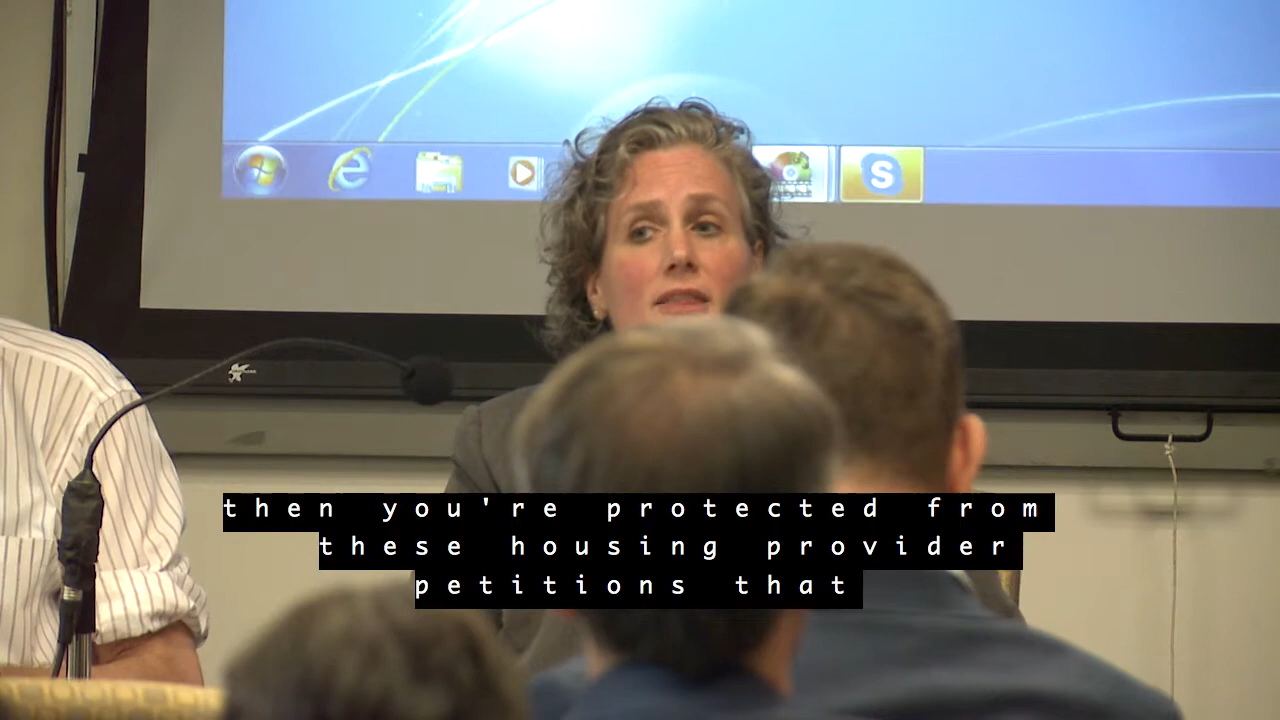 S
then you're protected from
these housing provider
petitions that